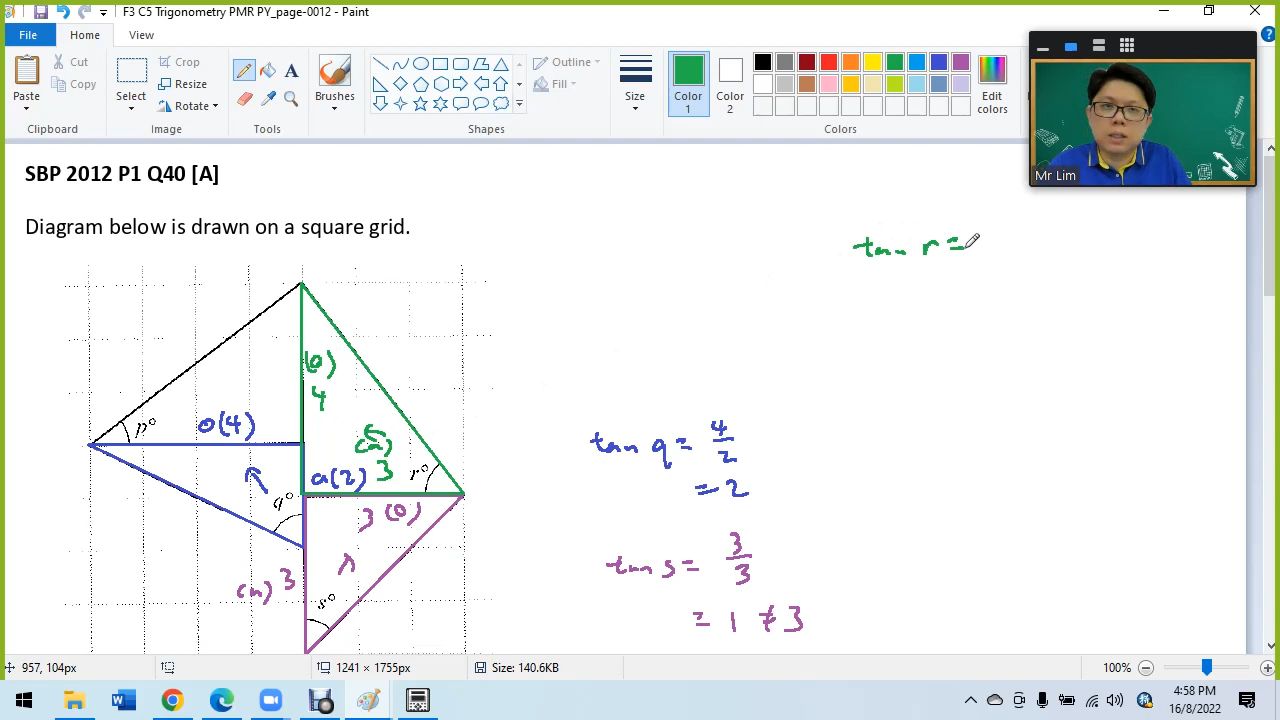 F3 C5 Trigonometry PMR PY_page-0012 - Paint
File Home View
Paste Cut Copy
Select Crop Resize Rotate
Brushes
Outline Fill
Size
Color 1
Color 2
Edit colors
Clipboard Image Tools Shapes Colors
Mr Lim
SBP 2012 P1 Q40 [A]
Diagram below is drawn on a square grid.
tan r =
(o)
4
p°
o(4)
(a)
3
r°
a(2)
q°
3 (o)
(a) 3
s°
tan q = 4/2
= 2
tan s = 3/3
= 1 ≠ 3
957, 104px
1241 × 1755px
Size: 140.6KB
100%
4:58 PM
16/8/2022